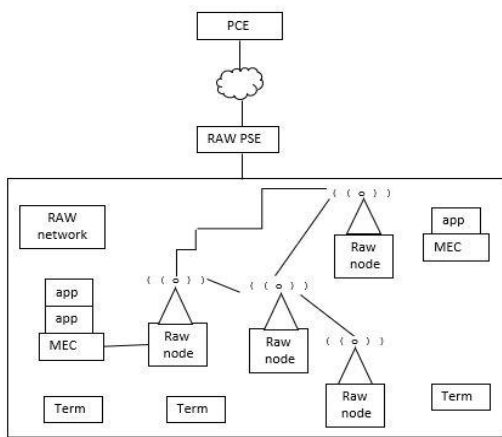 PCE
RAW PSE
( ( o ) )
RAW
network
Raw
node
app
MEC
( ( o ) )
( ( o ) )
app
app
MEC
Raw
node
Raw
node
( ( o ) )
Raw
node
Term
Term
Term